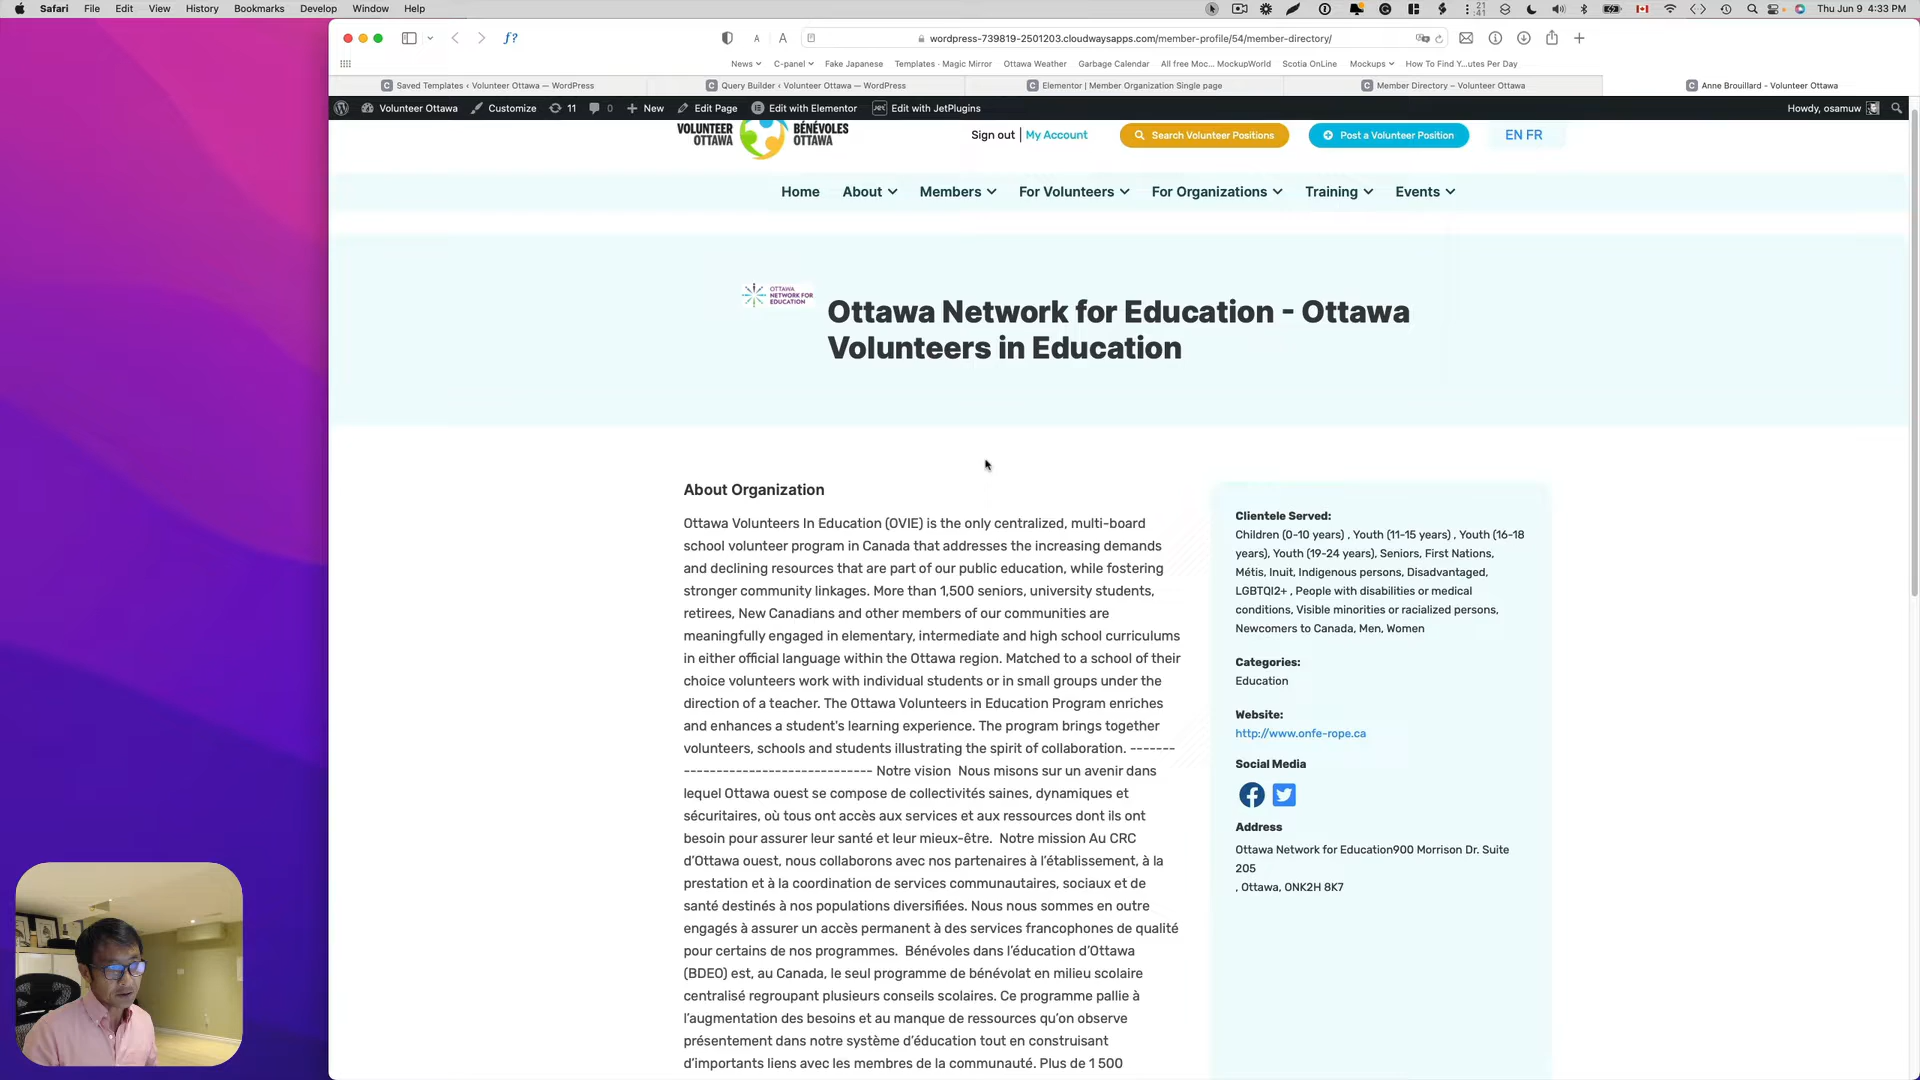 Safari File Edit View History Bookmarks Develop Window Help
21
41
Thu Jun 9 4:33 PM
f?
A A
wordpress-739819-2501203.cloudwaysapps.com/member-profile/54/member-directory/
News C-panel Fake Japanese Templates - Magic Mirror Ottawa Weather Garbage Calendar All free Moc... MockupWorld Scotia OnLine Mockups How To Find Y...utes Per Day
Saved Templates ‹ Volunteer Ottawa — WordPress
Query Builder ‹ Volunteer Ottawa — WordPress
Elementor | Member Organization Single page
Member Directory – Volunteer Ottawa
Anne Brouillard - Volunteer Ottawa
Volunteer Ottawa Customize 11 0 New Edit Page Edit with Elementor Edit with JetPlugins
Howdy, osamuw
VOLUNTEER
OTTAWA
BÉNÉVOLES
OTTAWA
Sign out | My Account
Search Volunteer Positions
Post a Volunteer Position
EN FR
Home About Members For Volunteers For Organizations Training Events
OTTAWA
NETWORK FOR
EDUCATION
Ottawa Network for Education - Ottawa
Volunteers in Education
About Organization
Ottawa Volunteers In Education (OVIE) is the only centralized, multi-board
school volunteer program in Canada that addresses the increasing demands
and declining resources that are part of our public education, while fostering
stronger community linkages. More than 1,500 seniors, university students,
retirees, New Canadians and other members of our communities are
meaningfully engaged in elementary, intermediate and high school curriculums
in either official language within the Ottawa region. Matched to a school of their
choice volunteers work with individual students or in small groups under the
direction of a teacher. The Ottawa Volunteers in Education Program enriches
and enhances a student's learning experience. The program brings together
volunteers, schools and students illustrating the spirit of collaboration. -------
----------------------------- Notre vision  Nous misons sur un avenir dans
lequel Ottawa ouest se compose de collectivités saines, dynamiques et
sécuritaires, où tous ont accès aux services et aux ressources dont ils ont
besoin pour assurer leur santé et leur mieux-être.  Notre mission Au CRC
d'Ottawa ouest, nous collaborons avec nos partenaires à l'établissement, à la
prestation et à la coordination de services communautaires, sociaux et de
santé destinés à nos populations diversifiées. Nous nous sommes en outre
engagés à assurer un accès permanent à des services francophones de qualité
pour certains de nos programmes.  Bénévoles dans l'éducation d'Ottawa
(BDEO) est, au Canada, le seul programme de bénévolat en milieu scolaire
centralisé regroupant plusieurs conseils scolaires. Ce programme pallie à
l'augmentation des besoins et au manque de ressources qu'on observe
présentement dans notre système d'éducation tout en construisant
d'importants liens avec les membres de la communauté. Plus de 1 500
Clientele Served:
Children (0-10 years) , Youth (11-15 years) , Youth (16-18
years), Youth (19-24 years), Seniors, First Nations,
Métis, Inuit, Indigenous persons, Disadvantaged,
LGBTQI2+ , People with disabilities or medical
conditions, Visible minorities or racialized persons,
Newcomers to Canada, Men, Women
Categories:
Education
Website:
http://www.onfe-rope.ca
Social Media
Address
Ottawa Network for Education900 Morrison Dr. Suite
205
, Ottawa, ONK2H 8K7